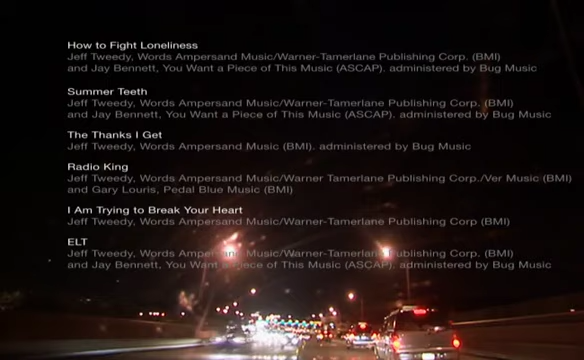 How to Fight Loneliness
Jeff Tweedy, Words Ampersand Music/Warner-Tamerlane Publishing Corp. (BMI)
and Jay Bennett, You Want a Piece of This Music (ASCAP). administered by Bug Music
Summer Teeth
Jeff Tweedy, Words Ampersand Music/Warner-Tamerlane Publishing Corp. (BMI)
and Jay Bennett, You Want a Piece of This Music (ASCAP). administered by Bug Music
The Thanks I Get
Jeff Tweedy, Words Ampersand Music (BMI). administered by Bug Music
Radio King
Jeff Tweedy, Words Ampersand Music/Warner Tamerlane Publishing Corp./Ver Music (BMI)
and Gary Louris, Pedal Blue Music (BMI)
I Am Trying to Break Your Heart
Jeff Tweedy, Words Ampersand Music/Warner-Tamerlane Publishing Corp (BMI)
ELT
Jeff Tweedy, Words Ampersand Music/Warner-Tamerlane Publishing Corp. (BMI)
and Jay Bennett, You Want a Piece of This Music (ASCAP). administered by Bug Music